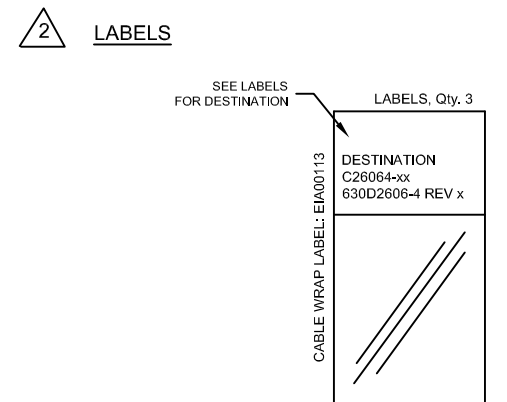 2 LABELS
SEE LABELS
FOR DESTINATION
LABELS, Qty. 3
DESTINATION
C26064-xx
630D2606-4 REV x
CABLE WRAP LABEL: EIA00113